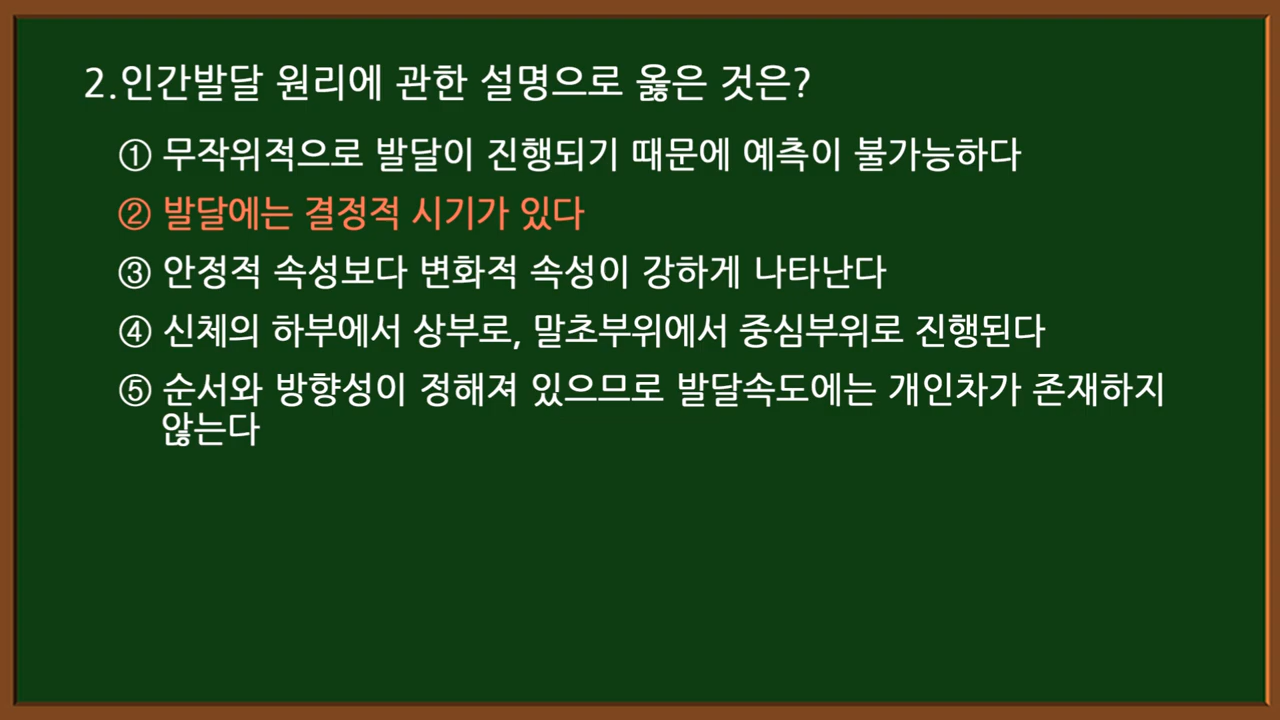 2.인간발달 원리에 관한 설명으로 옳은 것은?
① 무작위적으로 발달이 진행되기 때문에 예측이 불가능하다
② 발달에는 결정적 시기가 있다
③ 안정적 속성보다 변화적 속성이 강하게 나타난다
④ 신체의 하부에서 상부로, 말초부위에서 중심부위로 진행된다
⑤ 순서와 방향성이 정해져 있으므로 발달속도에는 개인차가 존재하지
않는다